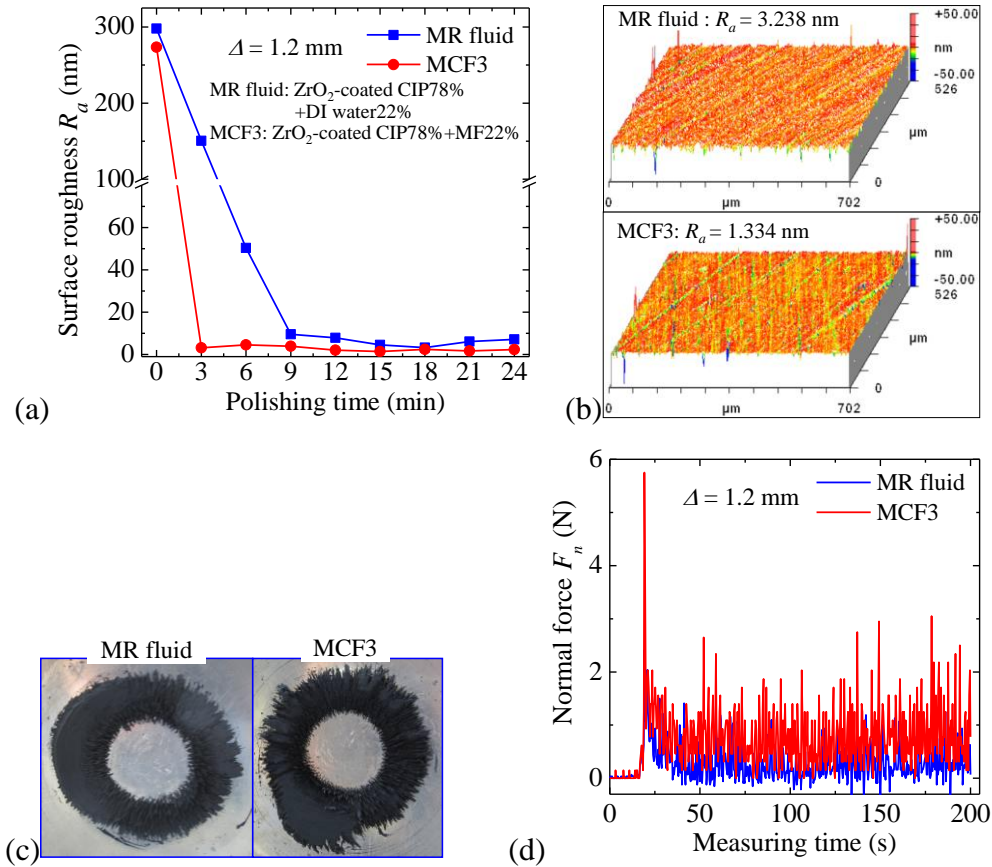 Δ = 1.2 mm
MR fluid
MCF3
MR fluid: ZrO2-coated CIP78%
+DI water22%
MCF3: ZrO2-coated CIP78%+MF22%
Surface roughness Ra (nm)
300
200
100
60
40
20
0
0 3 6 9 12 15 18 21 24
Polishing time (min)
(a)
MR fluid : Ra = 3.238 nm
+50.00
nm
-50.00
526
µm
0
0 µm 702
MCF3: Ra = 1.334 nm
+50.00
nm
-50.00
526
µm
0
0 µm 702
(b)
MR fluid MCF3
(c)
Δ = 1.2 mm
MR fluid
MCF3
Normal force Fn (N)
6
4
2
0
0 50 100 150 200
Measuring time (s)
(d)